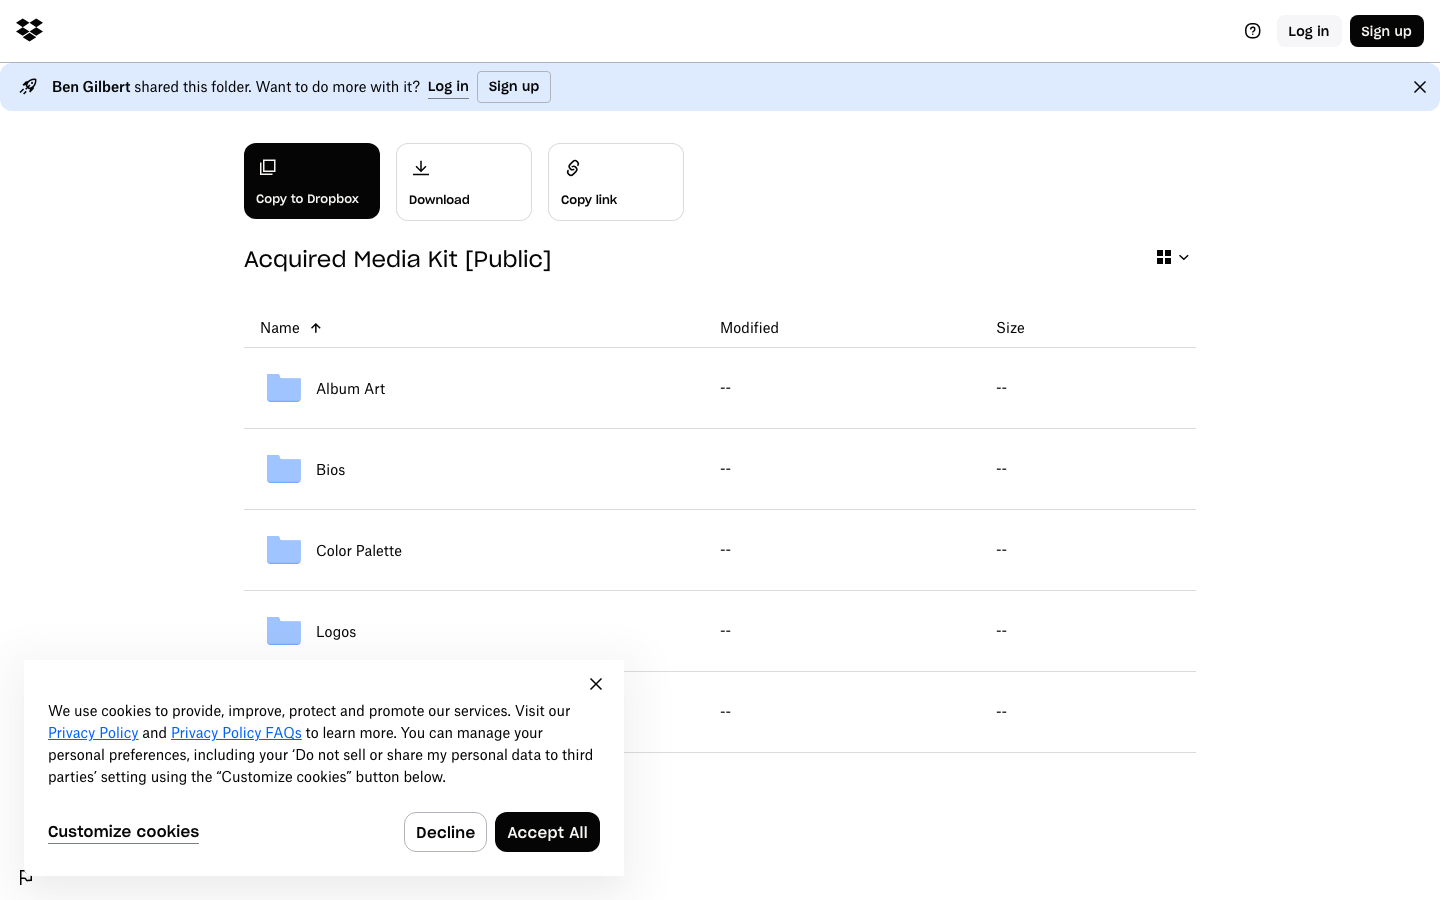 Log in
Sign up
Ben Gilbert shared this folder. Want to do more with it? Log in Sign up
Copy to Dropbox
Download
Copy link
Acquired Media Kit [Public]
Name Modified Size
Album Art -- --
Bios -- --
Color Palette -- --
Logos -- --
-- --
We use cookies to provide, improve, protect and promote our services. Visit our
Privacy Policy and Privacy Policy FAQs to learn more. You can manage your
personal preferences, including your ‘Do not sell or share my personal data to third
parties’ setting using the “Customize cookies” button below.
Customize cookies Decline Accept All